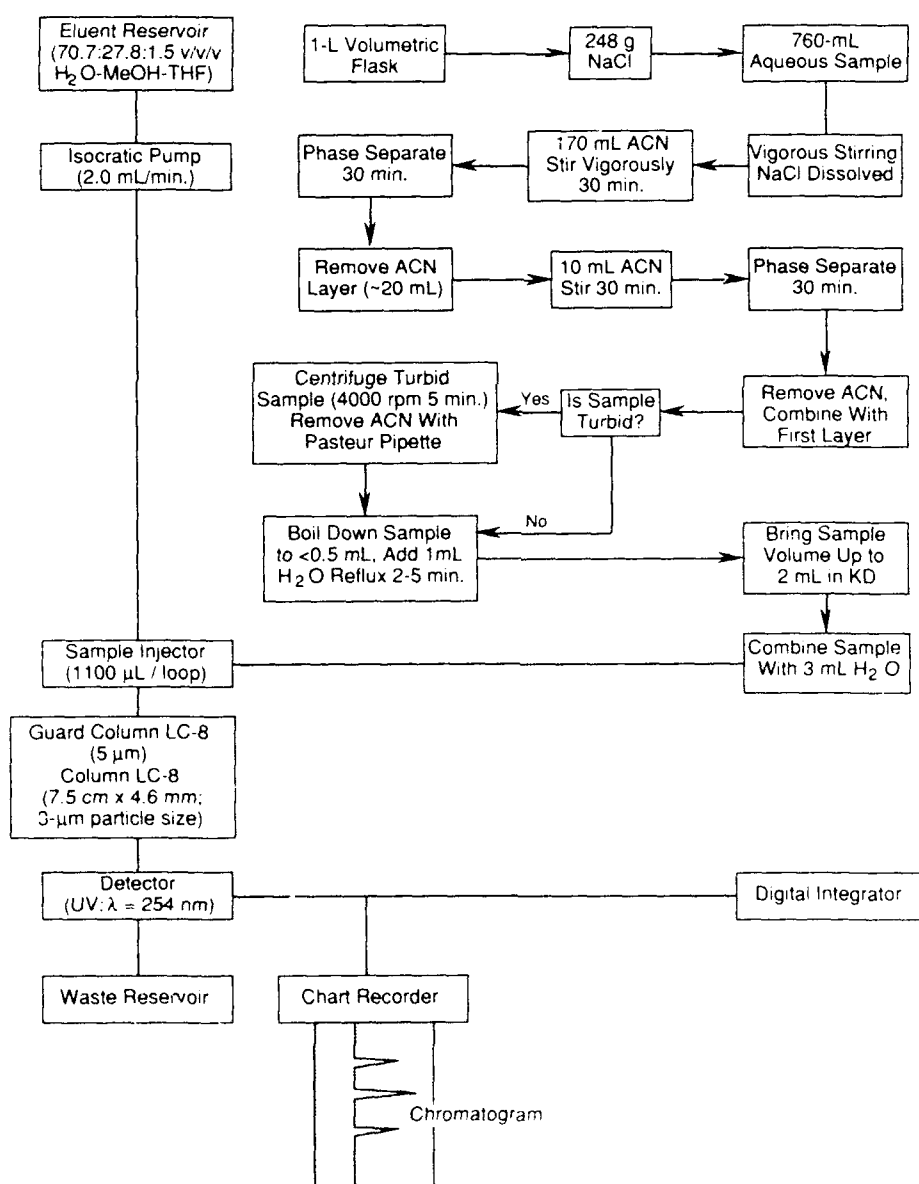 Eluent Reservoir
(70.7:27.8:1.5 v/v/v
H2O-MeOH-THF)
Isocratic Pump
(2.0 mL/min.)
1-L Volumetric
Flask
248 g
NaCl
760-mL
Aqueous Sample
Vigorous Stirring
NaCl Dissolved
170 mL ACN
Stir Vigorously
30 min.
Phase Separate
30 min.
Remove ACN
Layer (~20 mL)
10 mL ACN
Stir 30 min.
Phase Separate
30 min.
Remove ACN,
Combine With
First Layer
Is Sample
Turbid?
Yes
Centrifuge Turbid
Sample (4000 rpm 5 min.)
Remove ACN With
Pasteur Pipette
No
Boil Down Sample
to <0.5 mL, Add 1mL
H2O Reflux 2-5 min.
Bring Sample
Volume Up to
2 mL in KD
Combine Sample
With 3 mL H2O
Sample Injector
(1100 µL / loop)
Guard Column LC-8
(5 µm)
Column LC-8
(7.5 cm x 4.6 mm;
3-µm particle size)
Detector
(UV: λ = 254 nm)
Digital Integrator
Waste Reservoir
Chart Recorder
Chromatogram